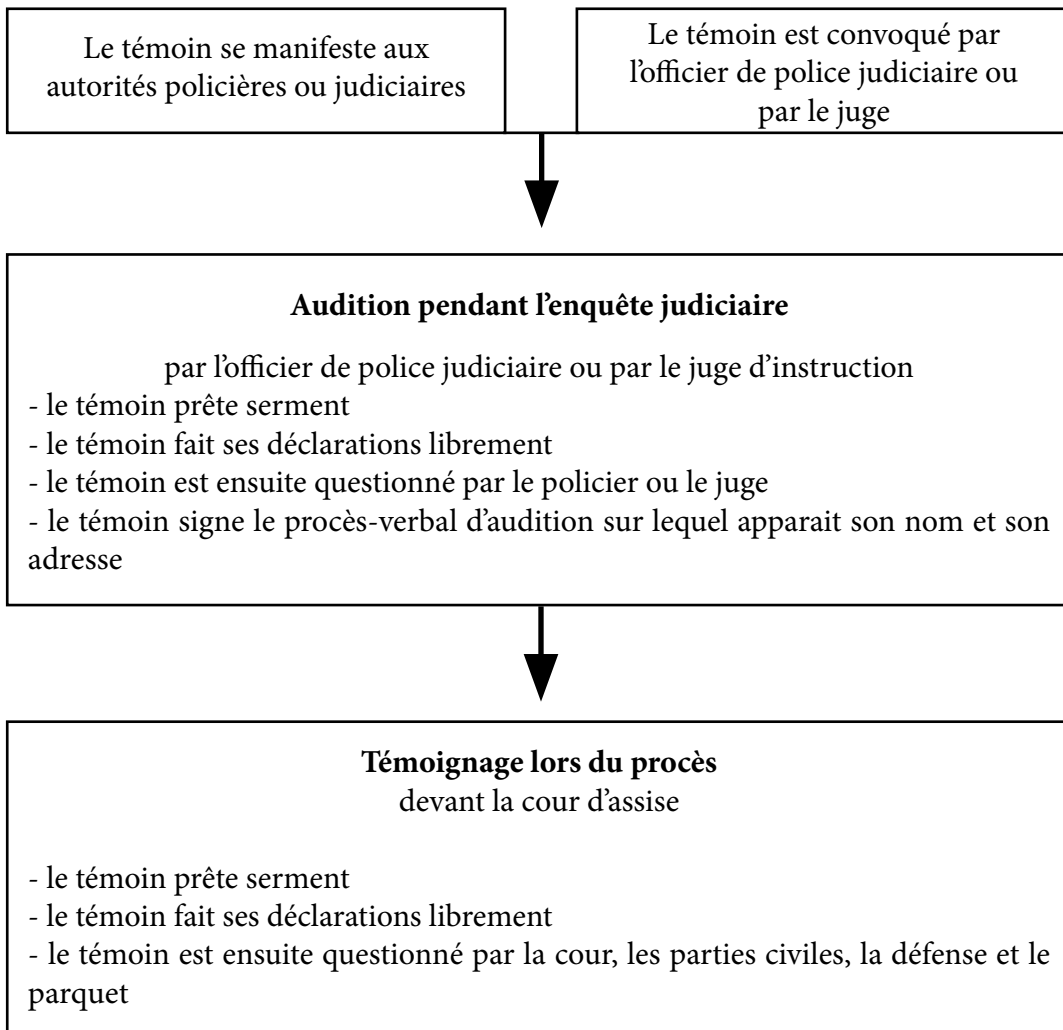 Le témoin se manifeste aux
autorités policières ou judiciaires
Le témoin est convoqué par
l’officier de police judiciaire ou
par le juge
Audition pendant l’enquête judiciaire
par l’officier de police judiciaire ou par le juge d’instruction
- le témoin prête serment
- le témoin fait ses déclarations librement
- le témoin est ensuite questionné par le policier ou le juge
- le témoin signe le procès-verbal d’audition sur lequel apparait son nom et son
adresse
Témoignage lors du procès
devant la cour d’assise
- le témoin prête serment
- le témoin fait ses déclarations librement
- le témoin est ensuite questionné par la cour, les parties civiles, la défense et le
parquet